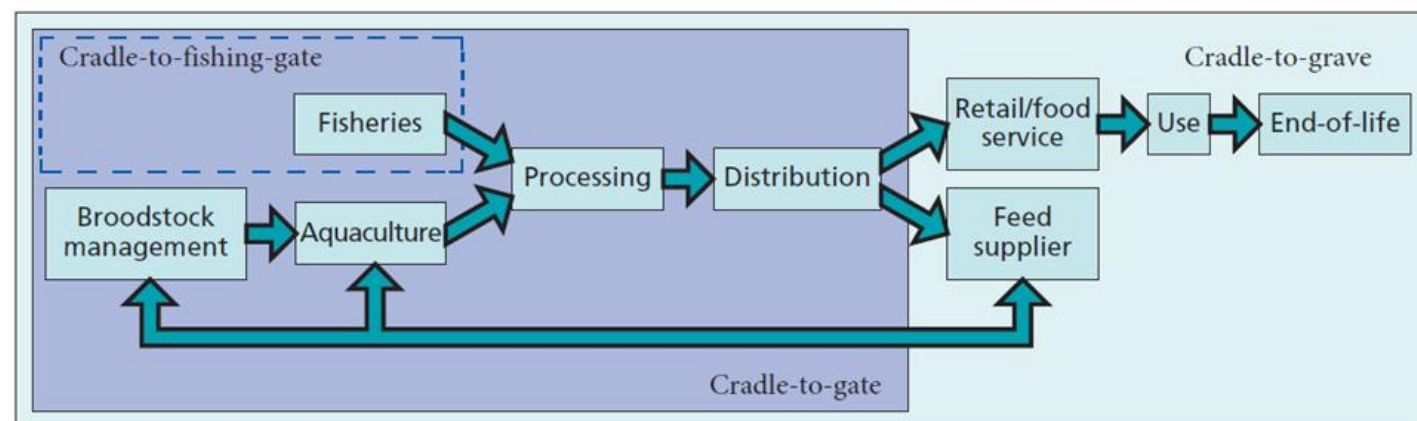 Cradle-to-fishing-gate
Cradle-to-grave
Fisheries
Retail/food
service
Use
End-of-life
Processing
Distribution
Broodstock
management
Aquaculture
Feed
supplier
Cradle-to-gate